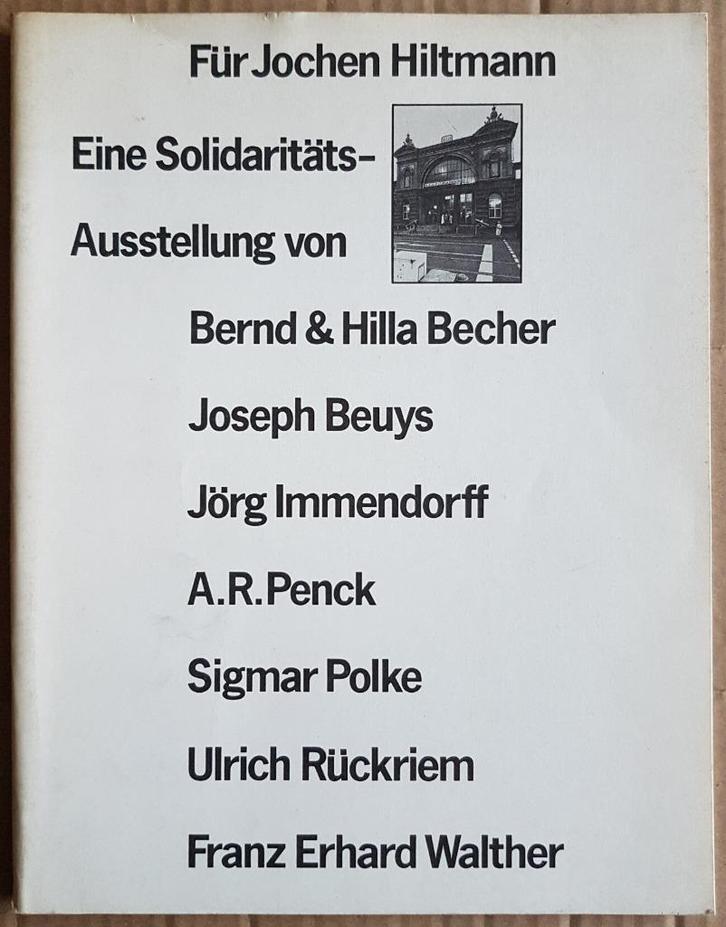 Für Jochen Hiltmann
Eine Solidaritäts-
Ausstellung von
Bernd & Hilla Becher
Joseph Beuys
Jörg Immendorff
A.R.Penck
Sigmar Polke
Ulrich Rückriem
Franz Erhard Walther